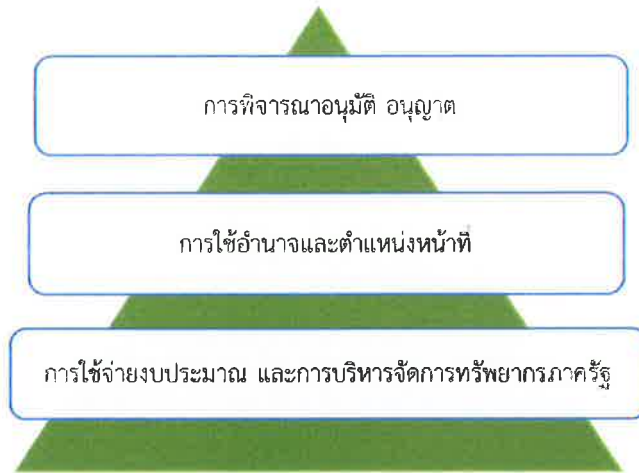 การพิจารณาอนุมัติ อนุญาต
การใช้อำนาจและตำแหน่งหน้าที่
การใช้จ่ายงบประมาณ และการบริหารจัดการทรัพยากรภาครัฐ